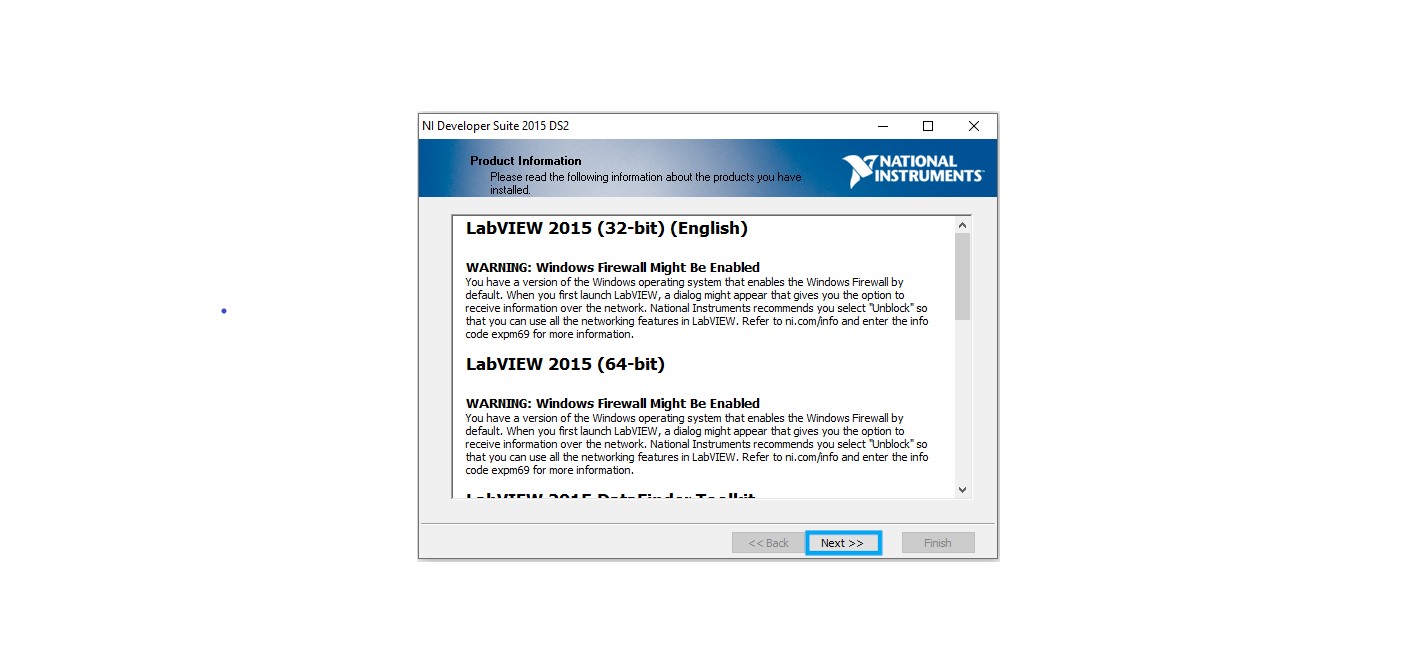 NI Developer Suite 2015 DS2
Product Information
Please read the following information about the products you have
installed.
NATIONAL
INSTRUMENTS™
LabVIEW 2015 (32-bit) (English)
WARNING: Windows Firewall Might Be Enabled
You have a version of the Windows operating system that enables the Windows Firewall by
default. When you first launch LabVIEW, a dialog might appear that gives you the option to
receive information over the network. National Instruments recommends you select "Unblock" so
that you can use all the networking features in LabVIEW. Refer to ni.com/info and enter the info
code expm69 for more information.
LabVIEW 2015 (64-bit)
WARNING: Windows Firewall Might Be Enabled
You have a version of the Windows operating system that enables the Windows Firewall by
default. When you first launch LabVIEW, a dialog might appear that gives you the option to
receive information over the network. National Instruments recommends you select "Unblock" so
that you can use all the networking features in LabVIEW. Refer to ni.com/info and enter the info
code expm69 for more information.
LabVIEW 2015 DataFinder Toolkit
<< Back
Next >>
Finish